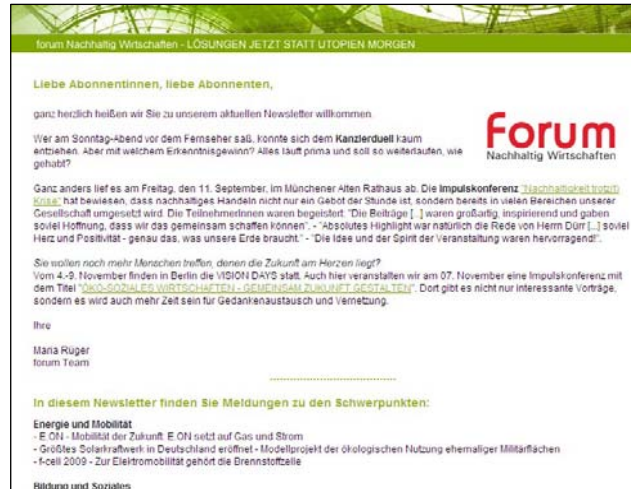 forum Nachhaltig Wirtschaften - LÖSUNGEN JETZT STATT UTOPIEN MORGEN
Liebe Abonnentinnen, liebe Abonnenten,
ganz herzlich heißen wir Sie zu unserem aktuellen Newsletter willkommen.
Forum
Nachhaltig Wirtschaften
Wer am Sonntag-Abend vor dem Fernseher saß, konnte sich dem Kanzlerduell kaum
entziehen. Aber mit welchem Erkenntnisgewinn? Alles läuft prima und soll so weiterlaufen, wie
gehabt?
Ganz anders lief es am Freitag, den 11. September, im Münchener Alten Rathaus ab. Die Impulskonferenz "Nachhaltigkeit trotz(t)
Krise" hat bewiesen, dass nachhaltiges Handeln nicht nur ein Gebot der Stunde ist, sondern bereits in vielen Bereichen unserer
Gesellschaft umgesetzt wird. Die TeilnehmerInnen waren begeistert: "Die Beiträge [...] waren großartig, inspirierend und gaben
soviel Hoffnung, dass wir das gemeinsam schaffen können". - "Absolutes Highlight war natürlich die Rede von Herrn Dürr [...] soviel
Herz und Positivität - genau das, was unsere Erde braucht." - "Die Idee und der Spirit der Veranstaltung waren hervorragend!".
Sie wollen noch mehr Menschen treffen, denen die Zukunft am Herzen liegt?
Vom 4.-9. November finden in Berlin die VISION DAYS statt. Auch hier veranstalten wir am 07. November eine Impulskonferenz mit
dem Titel "ÖKO-SOZIALES WIRTSCHAFTEN - GEMEINSAM ZUKUNFT GESTALTEN". Dort gibt es nicht nur interessante Vorträge,
sondern es wird auch mehr Zeit sein für Gedankenaustausch und Vernetzung.
Ihre
Maria Rüger
forum Team
In diesem Newsletter finden Sie Meldungen zu den Schwerpunkten:
Energie und Mobilität
- E.ON - Mobilität der Zukunft: E.ON setzt auf Gas und Strom
- Größtes Solarkraftwerk in Deutschland eröffnet - Modellprojekt der ökologischen Nutzung ehemaliger Militärflächen
- f-cell 2009 - Zur Elektromobilität gehört die Brennstoffzelle
Bildung und Soziales